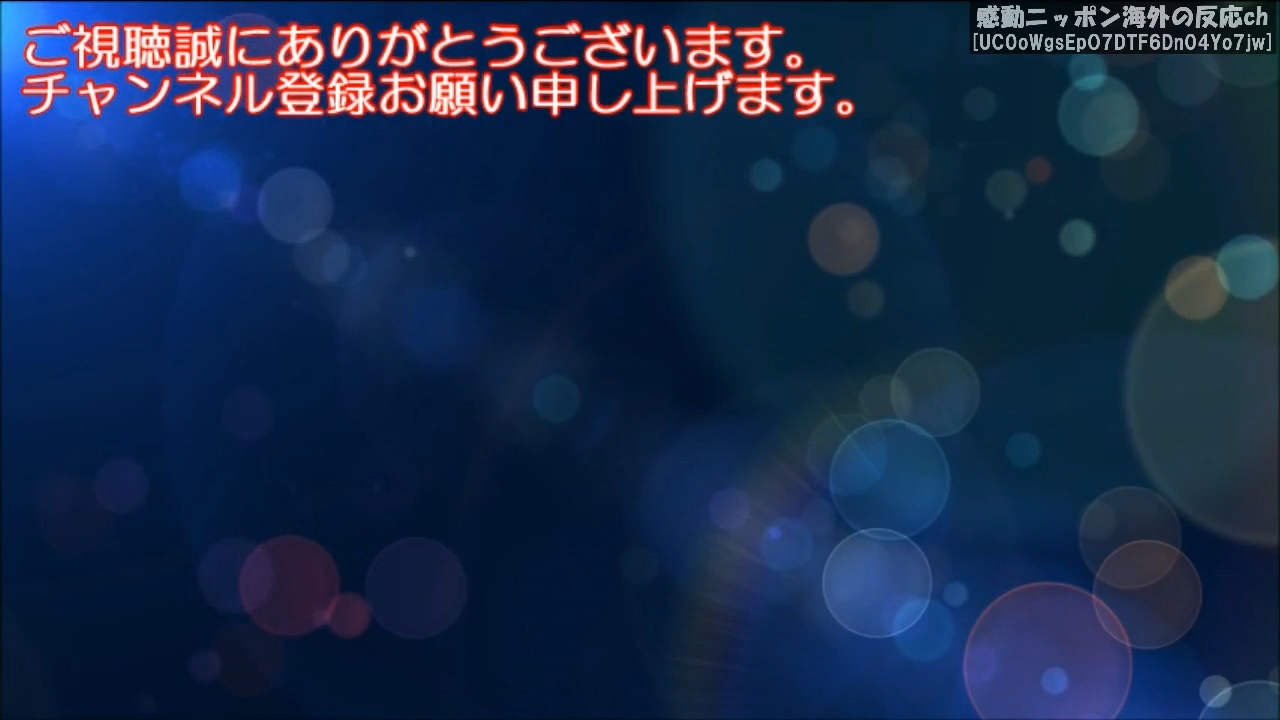 ご視聴誠にありがとうございます。
チャンネル登録お願い申し上げます。
感動ニッポン海外の反応ch
[UCOoWgsEpO7DTF6DnO4Yo7jw]